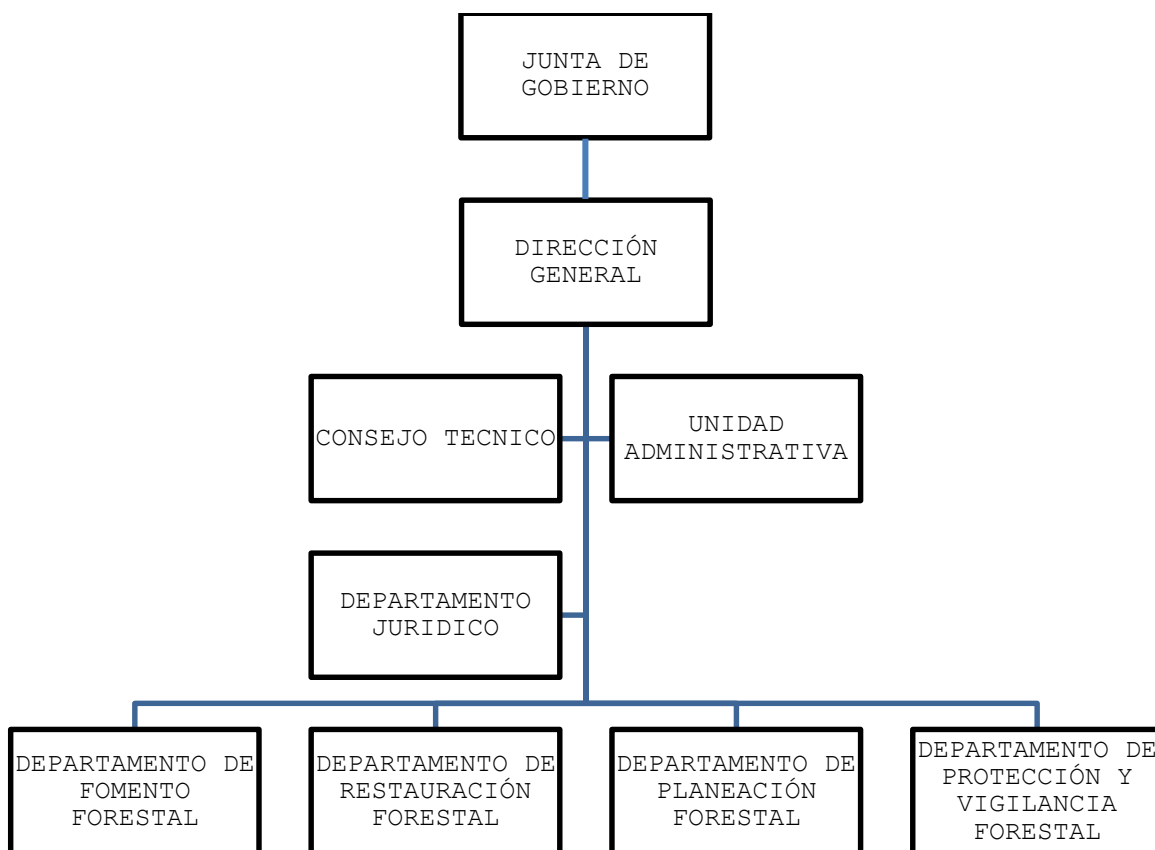 JUNTA DE
GOBIERNO
DIRECCIÓN
GENERAL
CONSEJO TECNICO
UNIDAD
ADMINISTRATIVA
DEPARTAMENTO
JURIDICO
DEPARTAMENTO DE
FOMENTO
FORESTAL
DEPARTAMENTO DE
RESTAURACIÓN
FORESTAL
DEPARTAMENTO DE
PLANEACIÓN
FORESTAL
DEPARTAMENTO DE
PROTECCIÓN Y
VIGILANCIA
FORESTAL